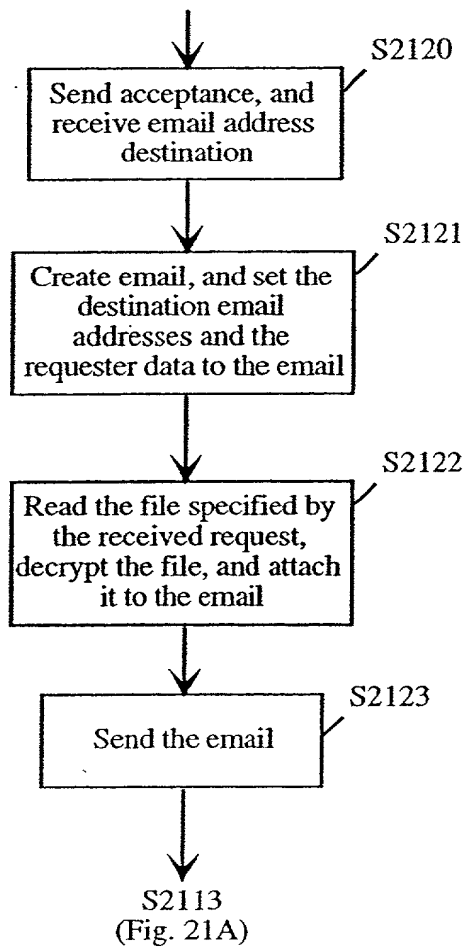 S2120
Send acceptance, and
receive email address
destination
S2121
Create email, and set the
destination email
addresses and the
requester data to the email
S2122
Read the file specified by
the received request,
decrypt the file, and attach
it to the email
S2123
Send the email
S2113
(Fig. 21A)